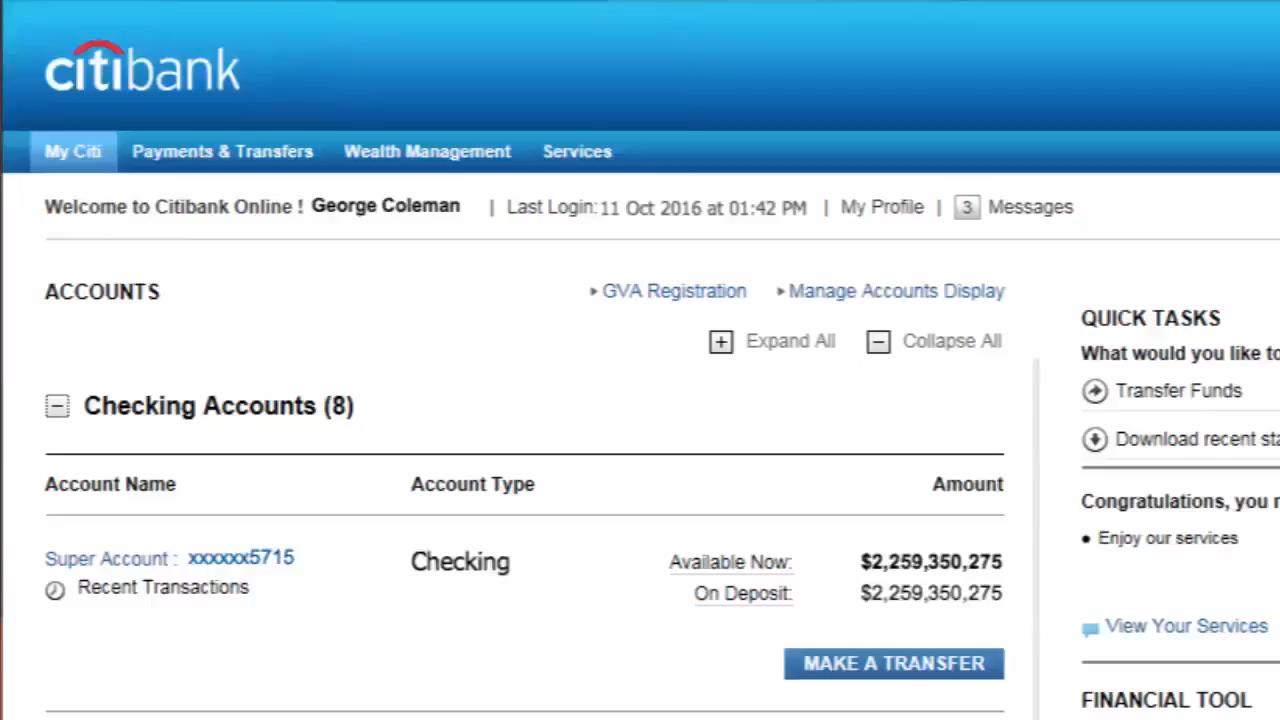 citibank
My Citi Payments & Transfers Wealth Management Services
Welcome to Citibank Online ! George Coleman | Last Login: 11 Oct 2016 at 01:42 PM | My Profile | 3 Messages
ACCOUNTS
GVA Registration Manage Accounts Display
Expand All Collapse All
Checking Accounts (8)
Account Name Account Type Amount
Super Account : xxxxxx5715 Checking Available Now: $2,259,350,275
Recent Transactions
On Deposit: $2,259,350,275
MAKE A TRANSFER
QUICK TASKS
What would you like to
Transfer Funds
Download recent sta
Congratulations, you
• Enjoy our services
View Your Services
FINANCIAL TOOL